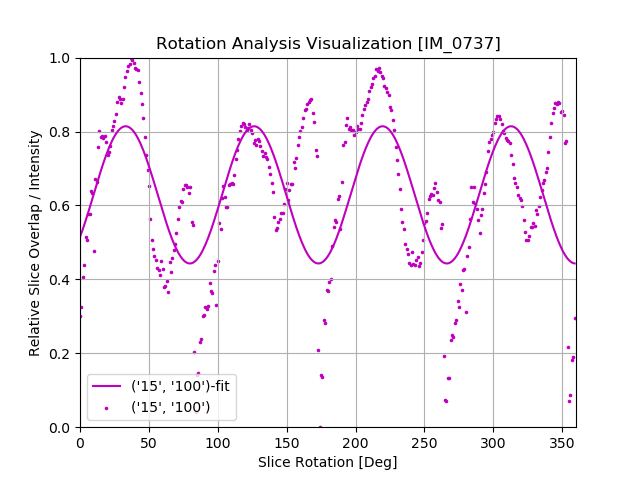 Rotation Analysis Visualization [IM_0737]
Relative Slice Overlap / Intensity
1.0
0.8
0.6
0.4
0.2
0.0
('15', '100')-fit
('15', '100')
0 50 100 150 200 250 300 350
Slice Rotation [Deg]